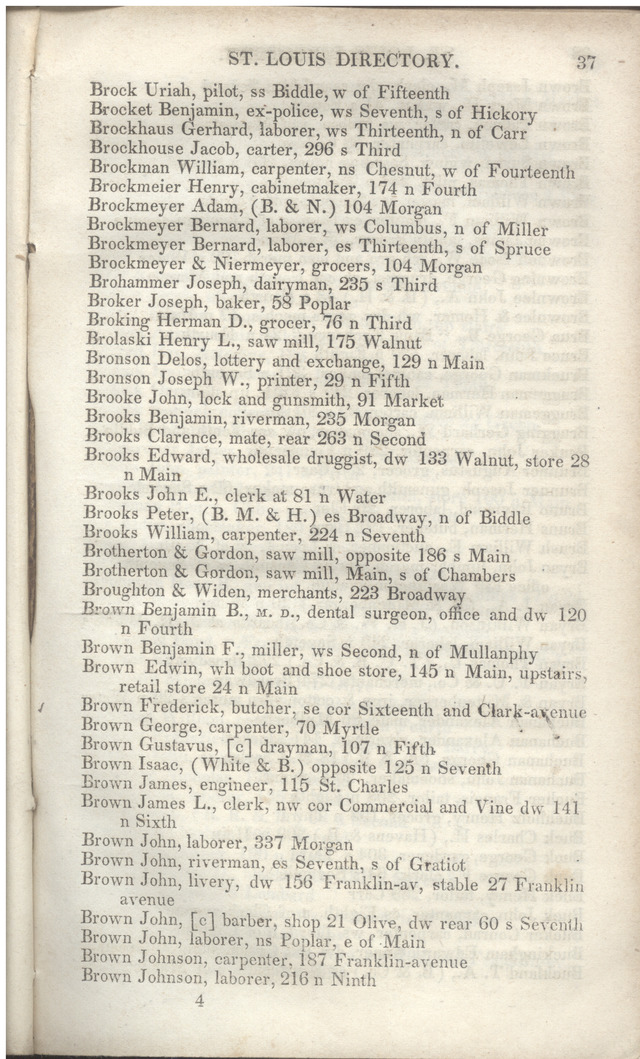 ST. LOUIS DIRECTORY. 37
Brock Uriah, pilot, ss Biddle, w of Fifteenth
Brocket Benjamin, ex-police, ws Seventh, s of Hickory
Brockhaus Gerhard, laborer, ws Thirteenth, n of Carr
Brockhouse Jacob, carter, 296 s Third
Brockman William, carpenter, ns Chesnut, w of Fourteenth
Brockmeier Henry, cabinetmaker, 174 n Fourth
Brockmeyer Adam, (B. & N.) 104 Morgan
Brockmeyer Bernard, laborer, ws Columbus, n of Miller
Brockmeyer Bernard, laborer, es Thirteenth, s of Spruce
Brockmeyer & Niermeyer, grocers, 104 Morgan
Brohammer Joseph, dairyman, 235 s Third
Broker Joseph, baker, 58 Poplar
Broking Herman D., grocer, 76 n Third
Brolaski Henry L., saw mill, 175 Walnut
Bronson Delos, lottery and exchange, 129 n Main
Bronson Joseph W., printer, 29 n Fifth
Brooke John, lock and gunsmith, 91 Market
Brooks Benjamin, riverman, 235 Morgan
Brooks Clarence, mate, rear 263 n Second
Brooks Edward, wholesale druggist, dw 133 Walnut, store 28
n Main
Brooks John E., clerk at 81 n Water
Brooks Peter, (B. M. & H.) es Broadway, n of Biddle
Brooks William, carpenter, 224 n Seventh
Brotherton & Gordon, saw mill, opposite 186 s Main
Brotherton & Gordon, saw mill, Main, s of Chambers
Broughton & Widen, merchants, 223 Broadway
Brown Benjamin B., M. D., dental surgeon, office and dw 120
n Fourth
Brown Benjamin F., miller, ws Second, n of Mullanphy
Brown Edwin, wh boot and shoe store, 145 n Main, upstairs,
retail store 24 n Main
Brown Frederick, butcher, se cor Sixteenth and Clark-avenue
Brown George, carpenter, 70 Myrtle
Brown Gustavus, [c] drayman, 107 n Fifth
Brown Isaac, (White & B.) opposite 125 n Seventh
Brown James, engineer, 115 St. Charles
Brown James L., clerk, nw cor Commercial and Vine dw 141
n Sixth
Brown John, laborer, 337 Morgan
Brown John, riverman, es Seventh, s of Gratiot
Brown John, livery, dw 156 Franklin-av, stable 27 Franklin
avenue
Brown John, [c] barber, shop 21 Olive, dw rear 60 s Seventh
Brown John, laborer, ns Poplar, e of Main
Brown Johnson, carpenter, 187 Franklin-avenue
Brown Johnson, laborer, 216 n Ninth
4